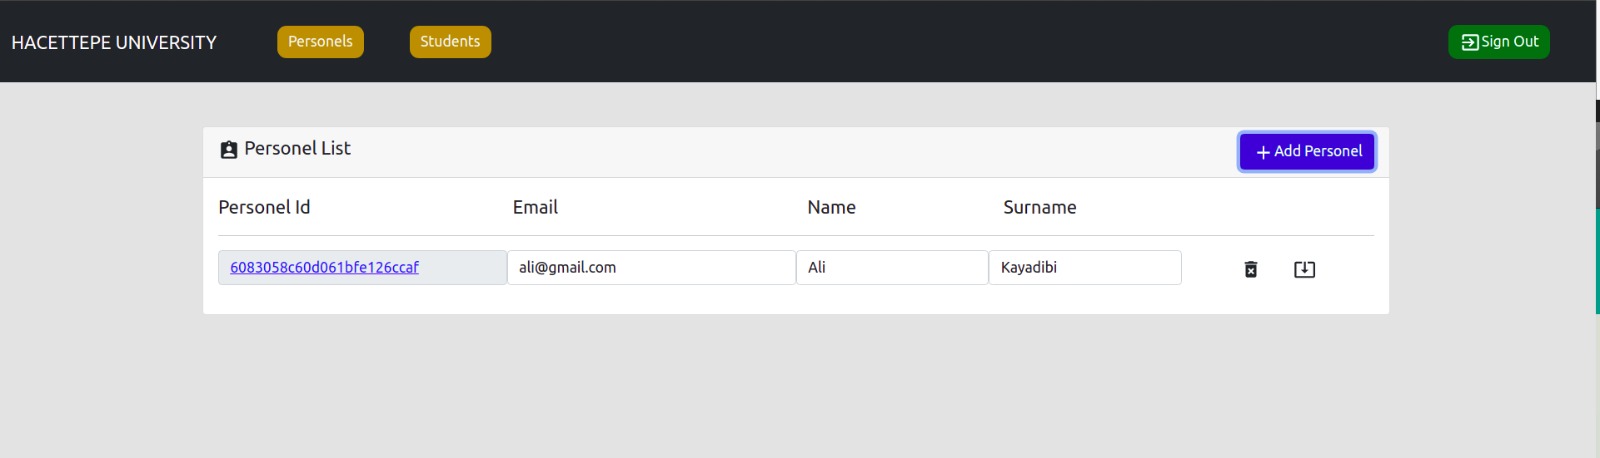 HACETTEPE UNIVERSITY Personels Students Sign Out
Personel List + Add Personel
Personel Id Email Name Surname
6083058c60d061bfe126ccaf ali@gmail.com Ali Kayadibi